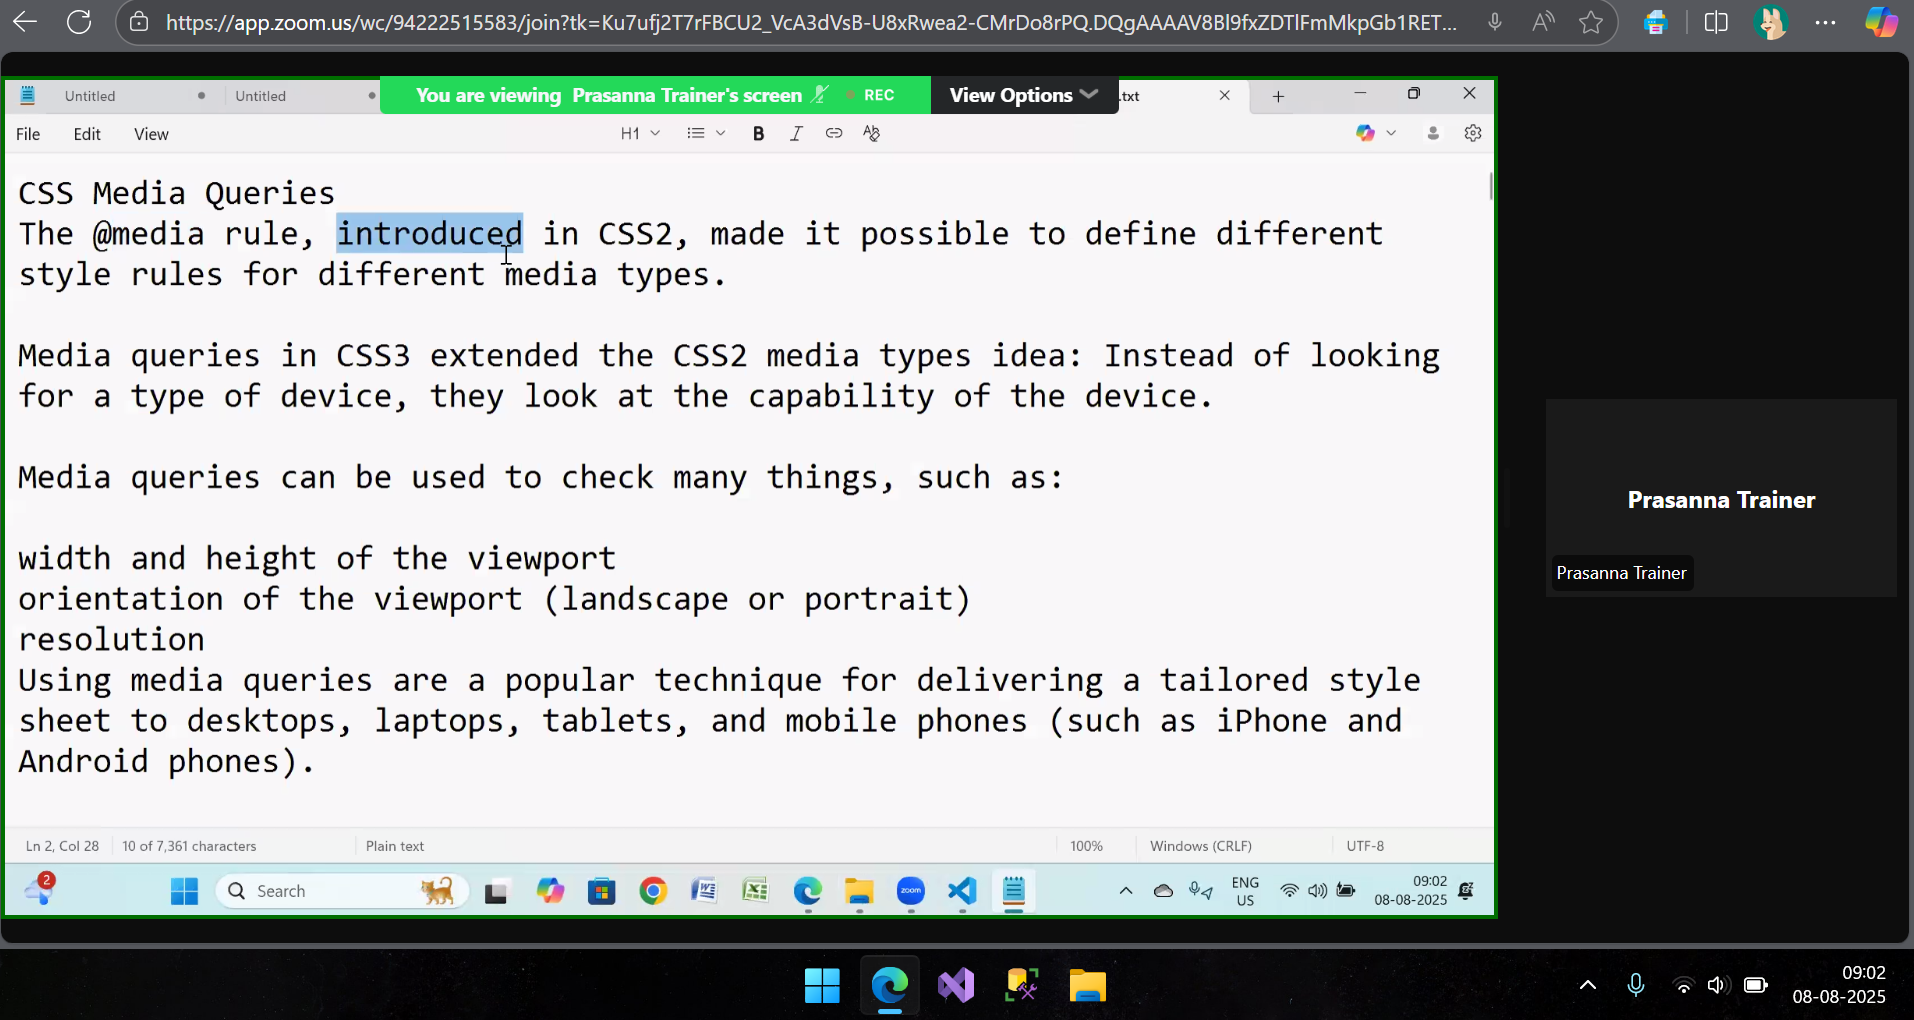 https://app.zoom.us/wc/94222515583/join?tk=Ku7ufj2T7rFBCU2_VcA3dVsB-U8xRwea2-CMrDo8rPQ.DQgAAAAV8Bl9fxZDTlFmMkpGb1RET...
Untitled
Untitled
You are viewing Prasanna Trainer's screen
REC
View Options
.txt
File
Edit
View
H1
B
I
CSS Media Queries
The @media rule, introduced in CSS2, made it possible to define different
style rules for different media types.
Media queries in CSS3 extended the CSS2 media types idea: Instead of looking
for a type of device, they look at the capability of the device.
Media queries can be used to check many things, such as:
width and height of the viewport
orientation of the viewport (landscape or portrait)
resolution
Using media queries are a popular technique for delivering a tailored style
sheet to desktops, laptops, tablets, and mobile phones (such as iPhone and
Android phones).
Prasanna Trainer
Prasanna Trainer
Ln 2, Col 28
10 of 7,361 characters
Plain text
100%
Windows (CRLF)
UTF-8
2
Search
zoom
ENG
US
09:02
08-08-2025
09:02
08-08-2025